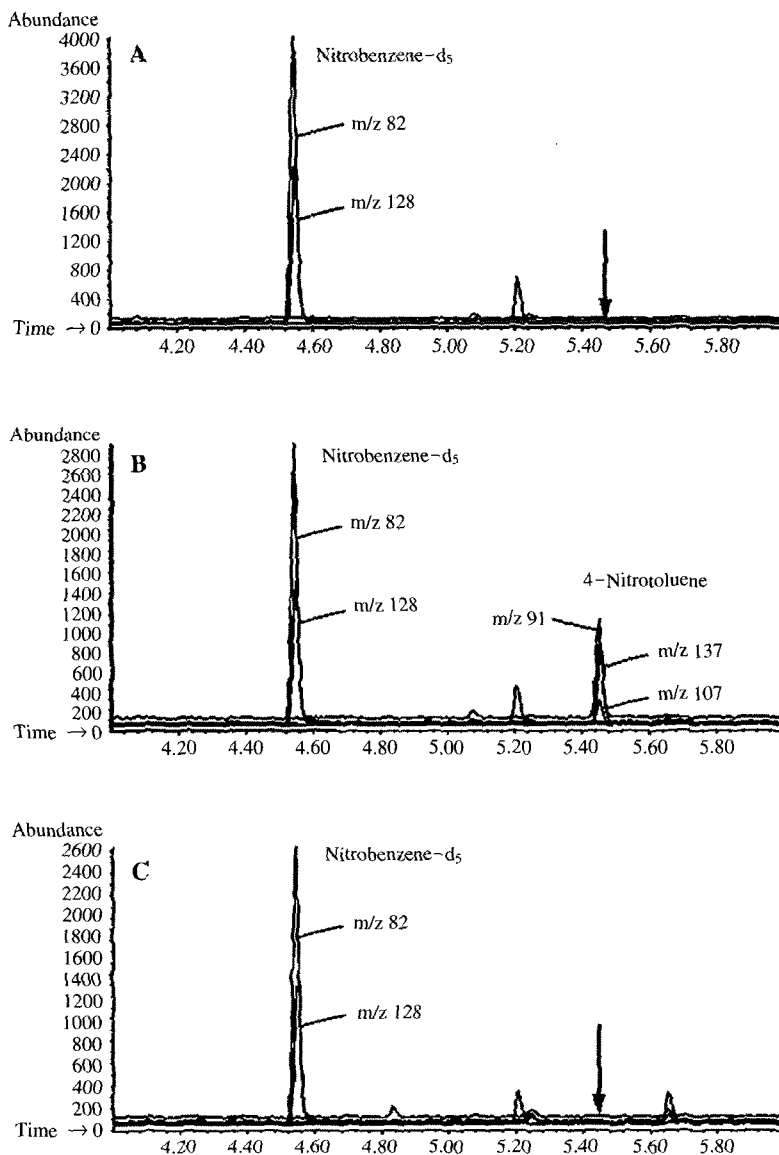 Abundance
A
Nitrobenzene-d5
4000
3600
3200
2800
2400
2000
1600
1200
800
400
m/z 82
m/z 128
Time → 0
4.20 4.40 4.60 4.80 5.00 5.20 5.40 5.60 5.80
Abundance
B
Nitrobenzene-d5
2800
2600
2400
2200
2000
1800
1600
1400
1200
1000
800
600
400
200
m/z 82
m/z 128
4-Nitrotoluene
m/z 91
m/z 137
m/z 107
Time → 0
4.20 4.40 4.60 4.80 5.00 5.20 5.40 5.60 5.80
Abundance
C
Nitrobenzene-d5
2600
2400
2200
2000
1800
1600
1400
1200
1000
800
600
400
200
m/z 82
m/z 128
Time → 0
4.20 4.40 4.60 4.80 5.00 5.20 5.40 5.60 5.80